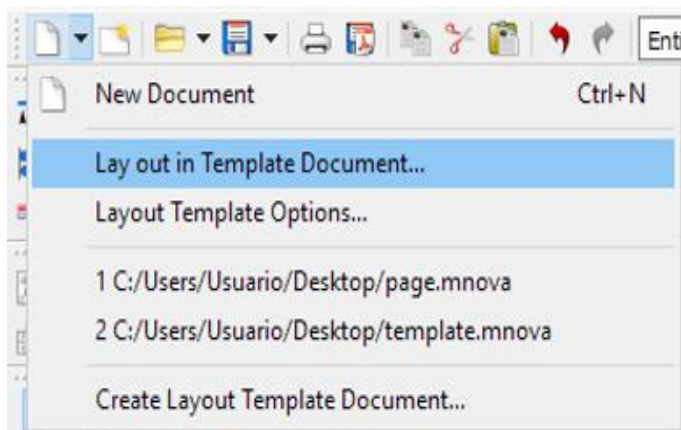 Enti
New Document Ctrl+N
Lay out in Template Document...
Layout Template Options...
1 C:/Users/Usuario/Desktop/page.mnova
2 C:/Users/Usuario/Desktop/template.mnova
Create Layout Template Document...